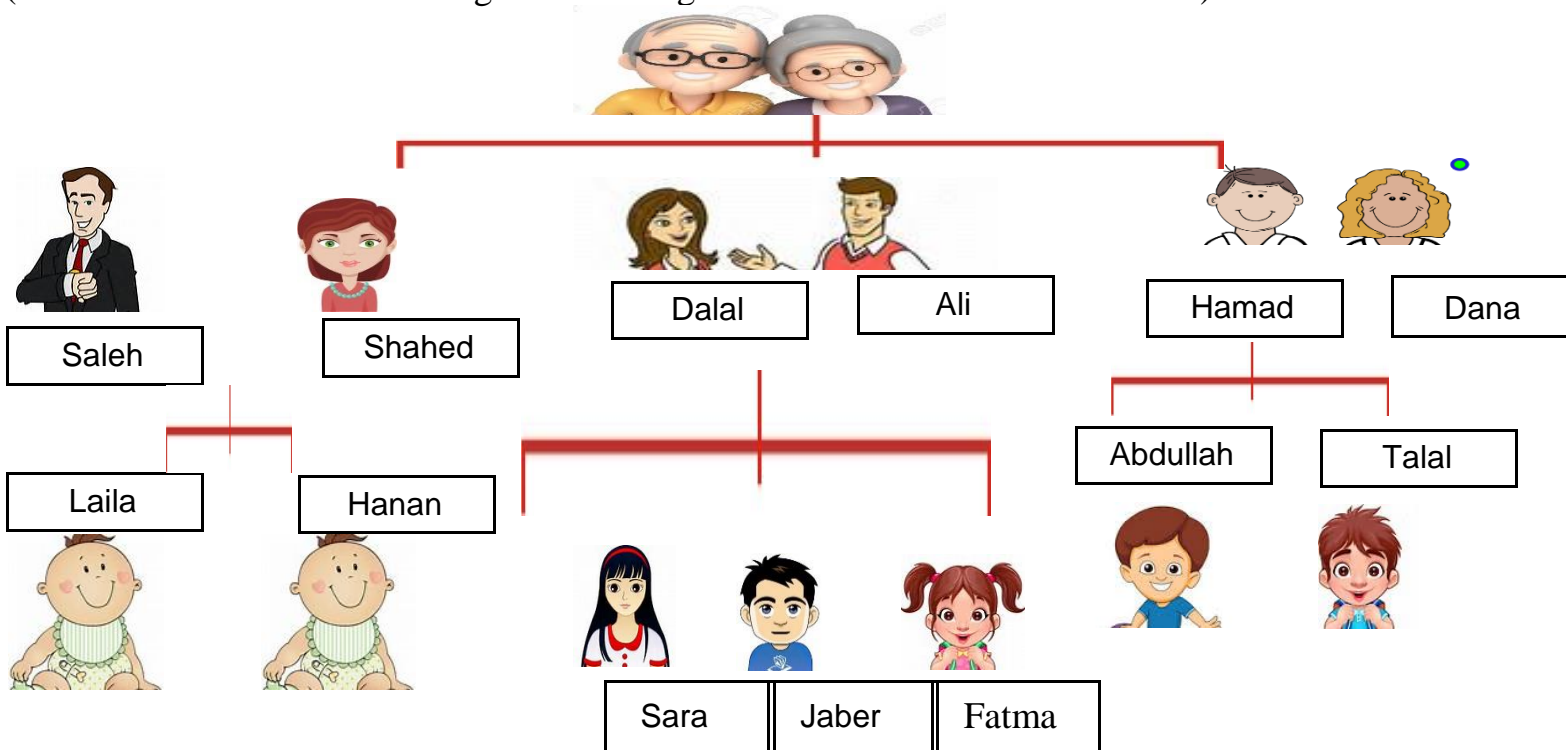 Dalal
Ali
Hamad
Dana
Saleh
Shahed
Abdullah
Talal
Laila
Hanan
Sara
Jaber
Fatma